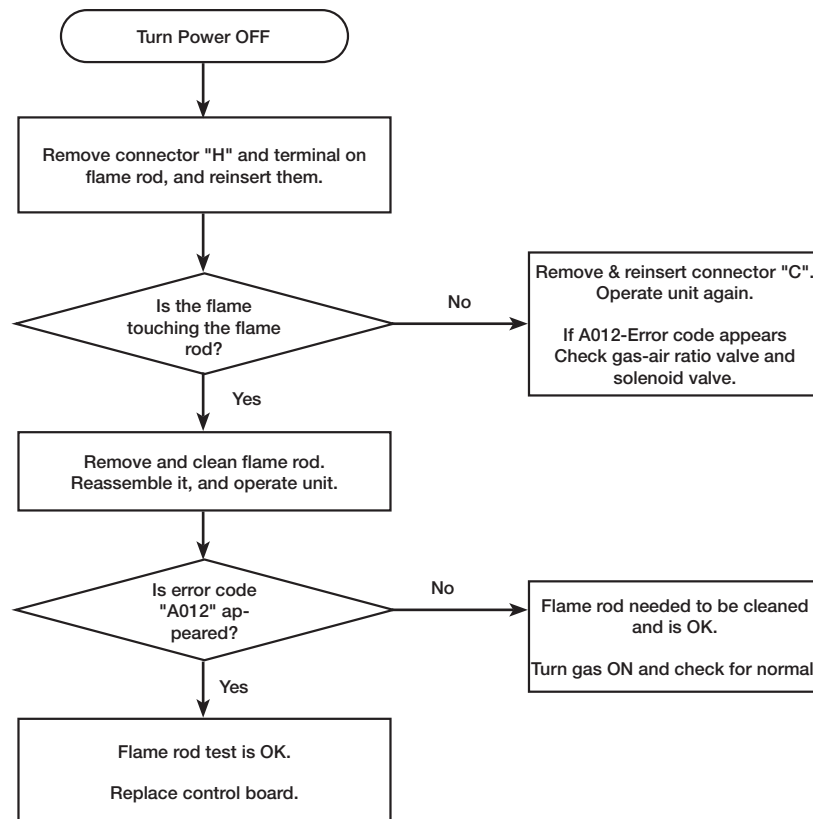 Turn Power OFF
Remove connector "H" and terminal on
flame rod, and reinsert them.
Is the flame
touching the flame
rod?
No
Remove & reinsert connector "C".
Operate unit again.
If A012-Error code appears
Check gas-air ratio valve and
solenoid valve.
Yes
Remove and clean flame rod.
Reassemble it, and operate unit.
Is error code
"A012" ap-
peared?
No
Flame rod needed to be cleaned
and is OK.
Turn gas ON and check for normal
Yes
Flame rod test is OK.
Replace control board.